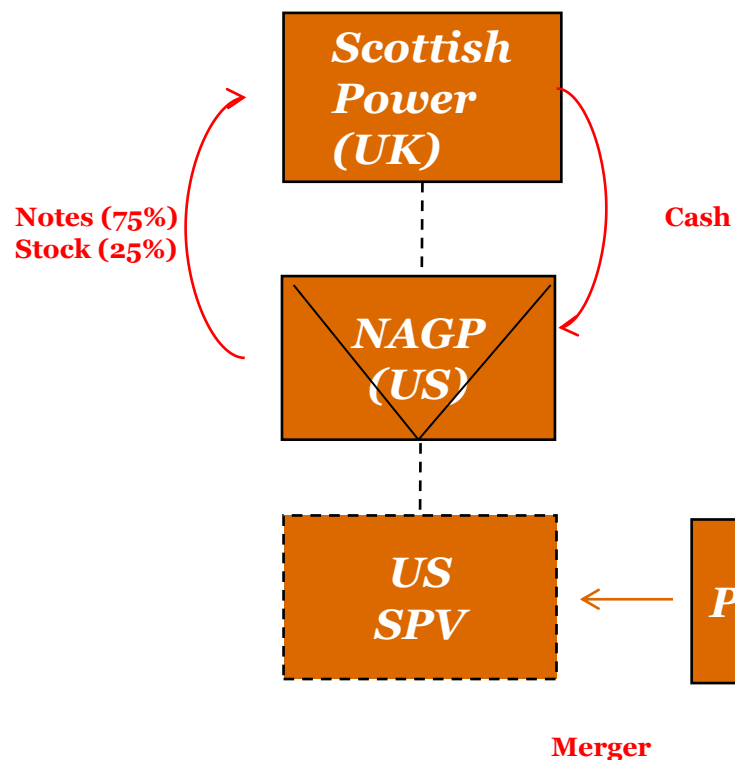 Scottish
Power
(UK)
Notes (75%)
Stock (25%)
Cash
NAGP
(US)
US
SPV
P
Merger